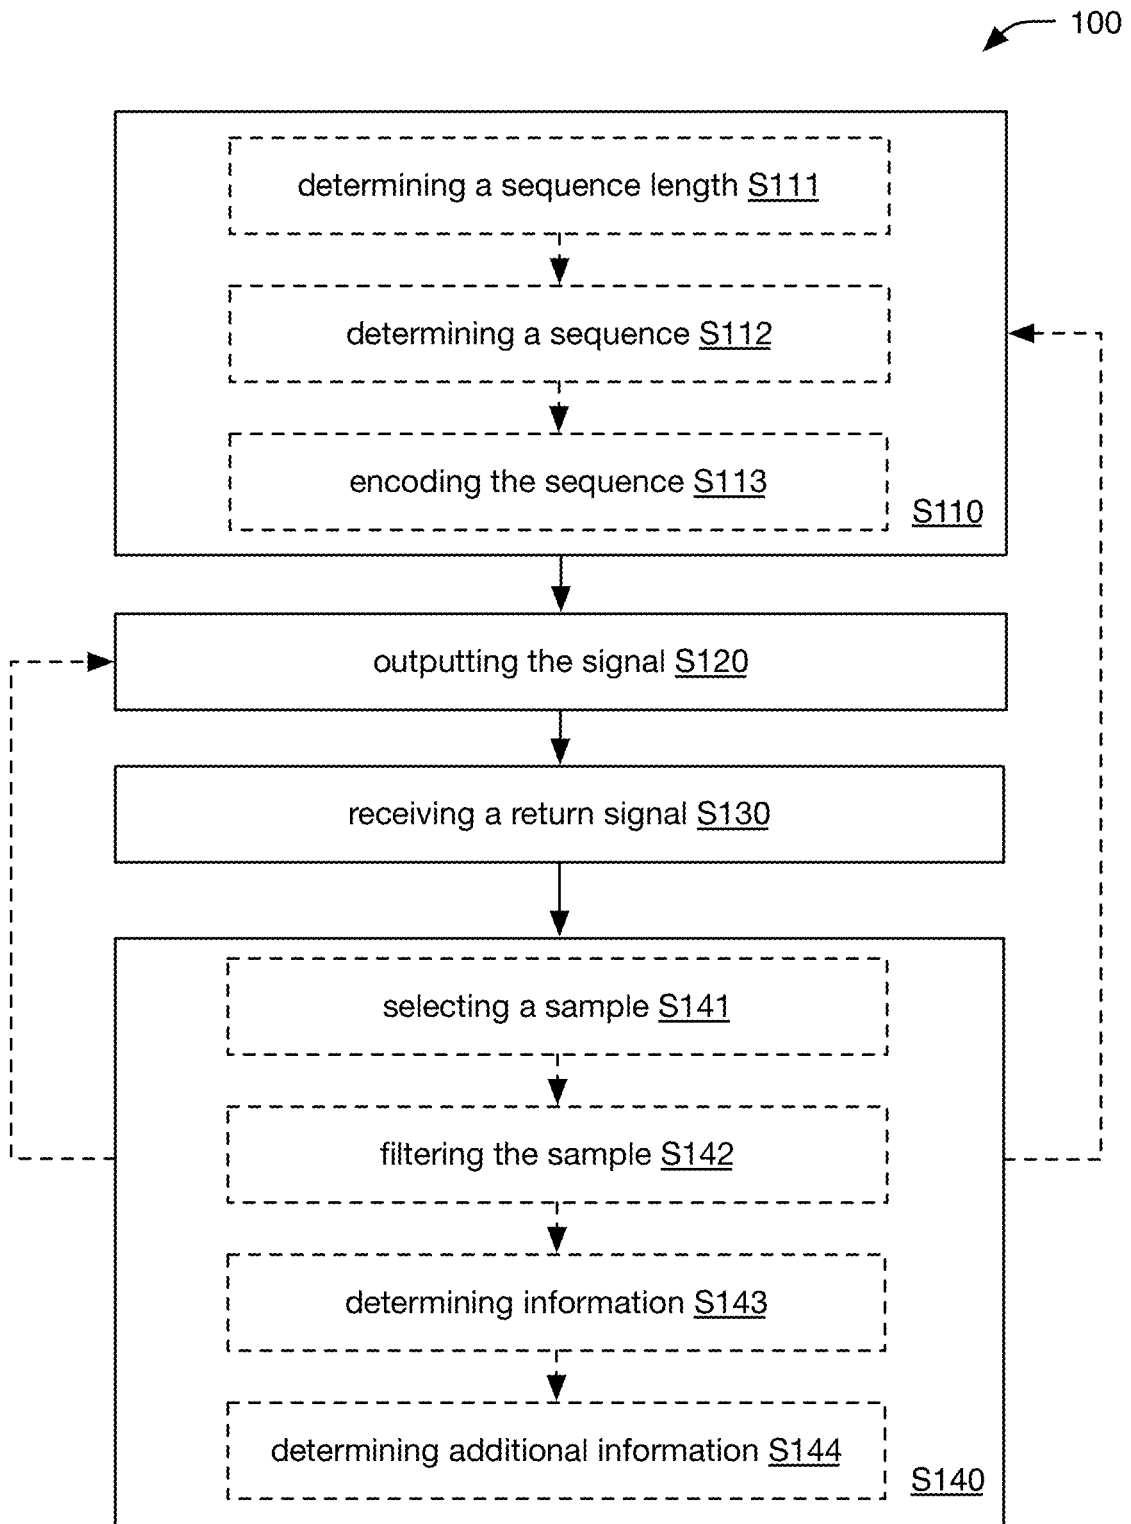 100
determining a sequence length S111
determining a sequence S112
encoding the sequence S113
S110
outputting the signal S120
receiving a return signal S130
selecting a sample S141
filtering the sample S142
determining information S143
determining additional information S144
S140